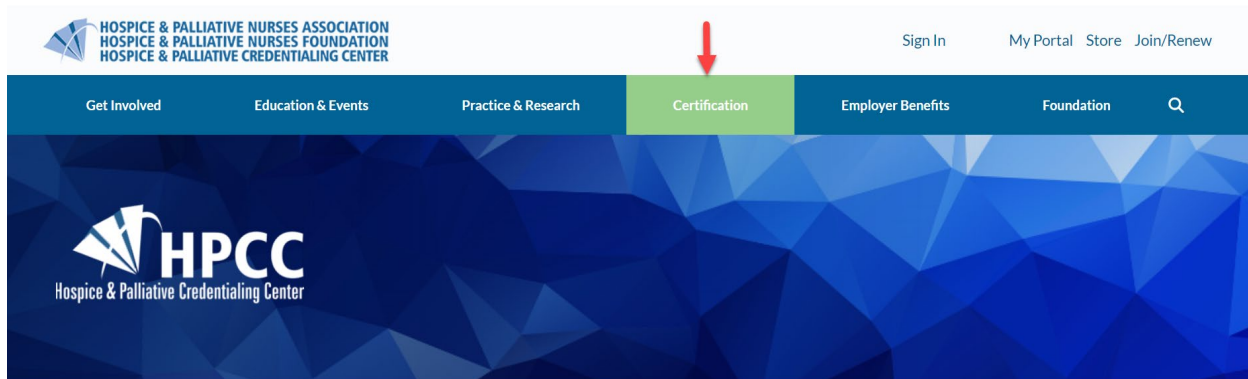 HOSPICE & PALLIATIVE NURSES ASSOCIATION
HOSPICE & PALLIATIVE NURSES FOUNDATION
HOSPICE & PALLIATIVE CREDENTIALING CENTER
Sign In My Portal Store Join/Renew
Get Involved Education & Events Practice & Research Certification Employer Benefits Foundation
HPCC
Hospice & Palliative Credentialing Center